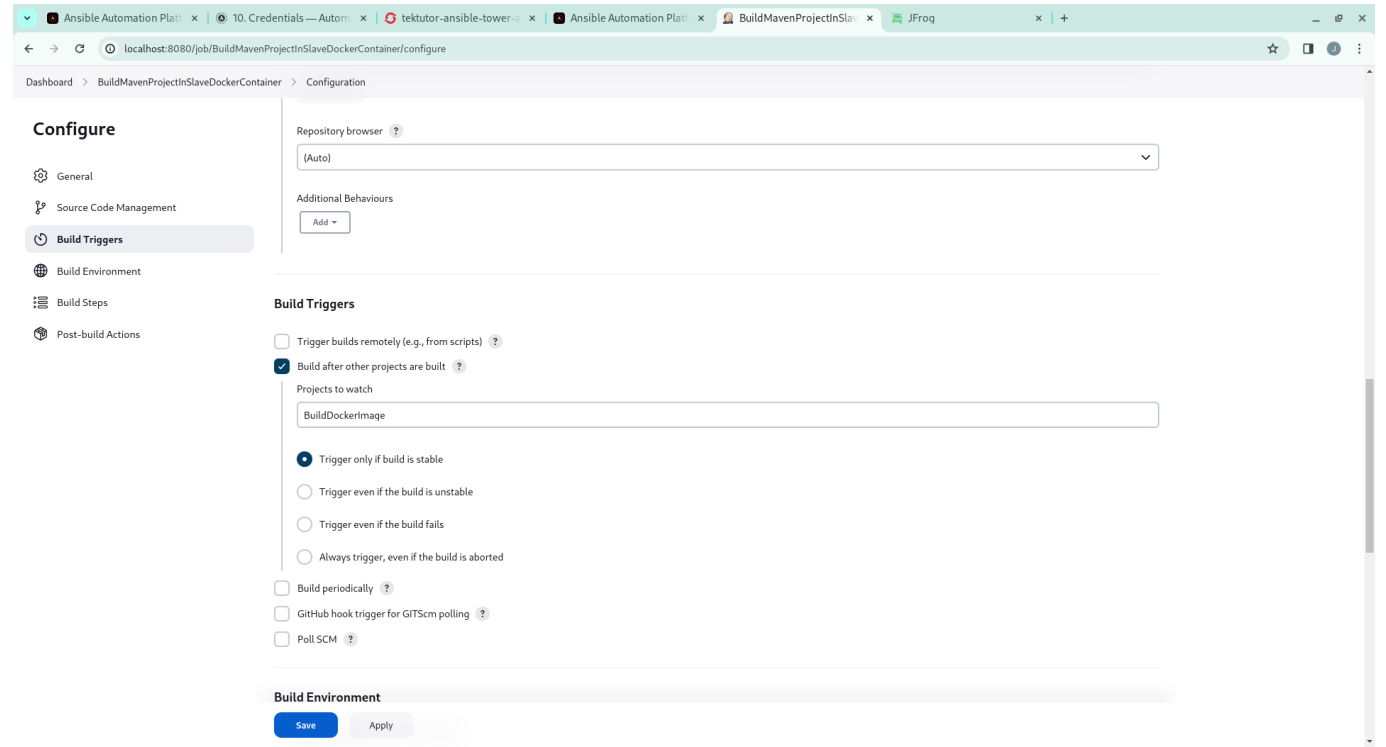 Ansible Automation Platf
10. Credentials — Autom
tektutor-ansible-tower-a
Ansible Automation Platf
BuildMavenProjectInSlav
JFrog
localhost:8080/job/BuildMavenProjectInSlaveDockerContainer/configure
J
Dashboard > BuildMavenProjectInSlaveDockerContainer > Configuration
Configure
General
Source Code Management
Build Triggers
Build Environment
Build Steps
Post-build Actions
Repository browser ?
(Auto)
Additional Behaviours
Add
Build Triggers
Trigger builds remotely (e.g., from scripts) ?
Build after other projects are built ?
Projects to watch
BuildDockerImage
Trigger only if build is stable
Trigger even if the build is unstable
Trigger even if the build fails
Always trigger, even if the build is aborted
Build periodically ?
GitHub hook trigger for GITScm polling ?
Poll SCM ?
Build Environment
Save
Apply